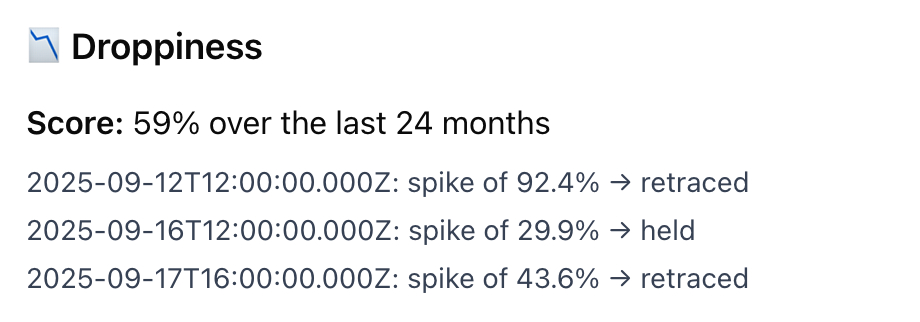 📉 Droppiness
Score: 59% over the last 24 months
2025-09-12T12:00:00.000Z: spike of 92.4% → retraced
2025-09-16T12:00:00.000Z: spike of 29.9% → held
2025-09-17T16:00:00.000Z: spike of 43.6% → retraced